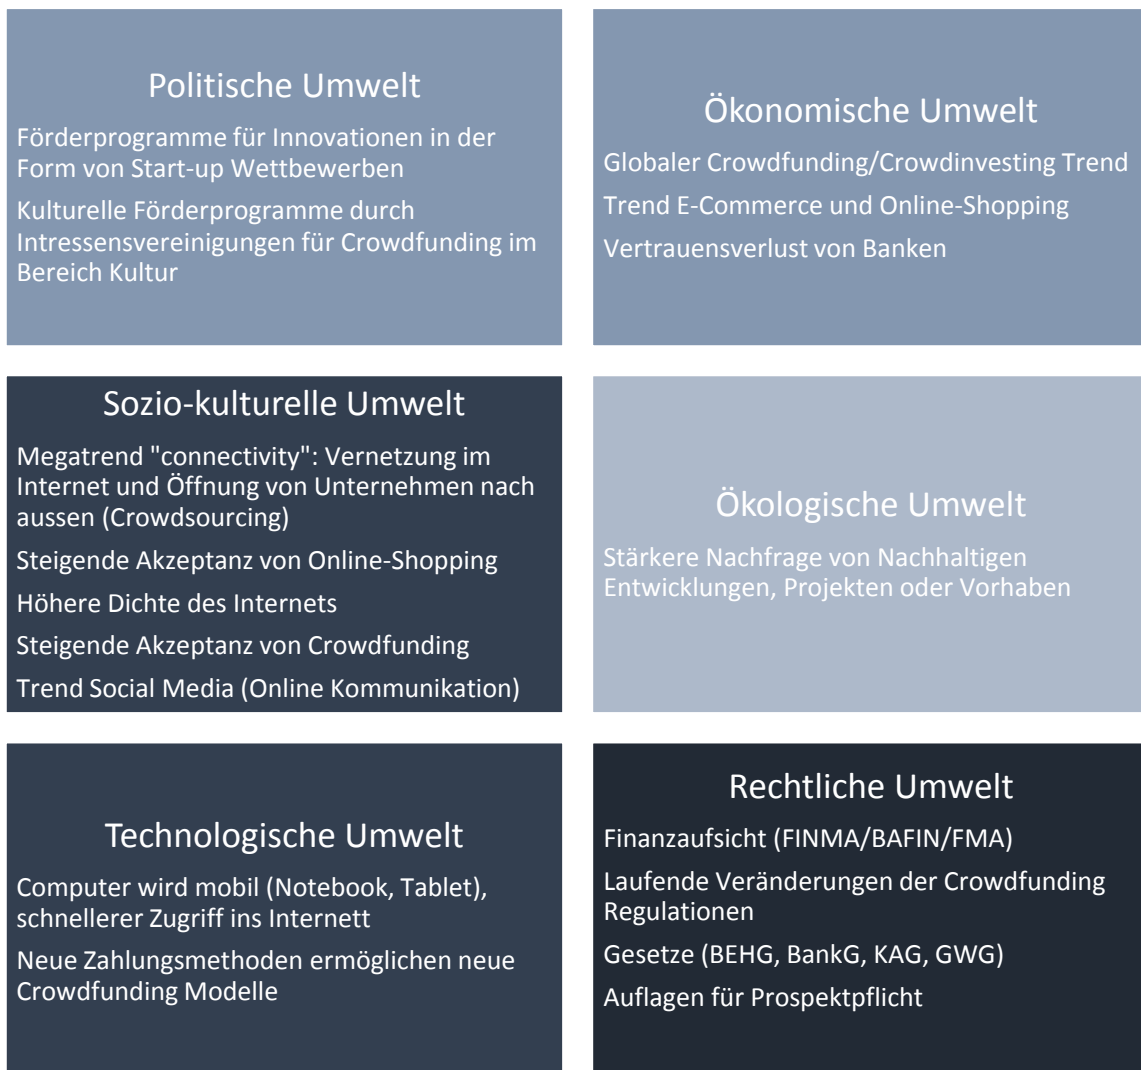 Politische Umwelt
Förderprogramme für Innovationen in der
Form von Start-up Wettbewerben
Kulturelle Förderprogramme durch
Intressensvereinigungen für Crowdfunding im
Bereich Kultur
Ökonomische Umwelt
Globaler Crowdfunding/Crowdinvesting Trend
Trend E-Commerce und Online-Shopping
Vertrauensverlust von Banken
Sozio-kulturelle Umwelt
Megatrend "connectivity": Vernetzung im
Internet und Öffnung von Unternehmen nach
aussen (Crowdsourcing)
Steigende Akzeptanz von Online-Shopping
Höhere Dichte des Internets
Steigende Akzeptanz von Crowdfunding
Trend Social Media (Online Kommunikation)
Ökologische Umwelt
Stärkere Nachfrage von Nachhaltigen
Entwicklungen, Projekten oder Vorhaben
Technologische Umwelt
Computer wird mobil (Notebook, Tablet),
schnellerer Zugriff ins Internett
Neue Zahlungsmethoden ermöglichen neue
Crowdfunding Modelle
Rechtliche Umwelt
Finanzaufsicht (FINMA/BAFIN/FMA)
Laufende Veränderungen der Crowdfunding
Regulationen
Gesetze (BEHG, BankG, KAG, GWG)
Auflagen für Prospektpflicht